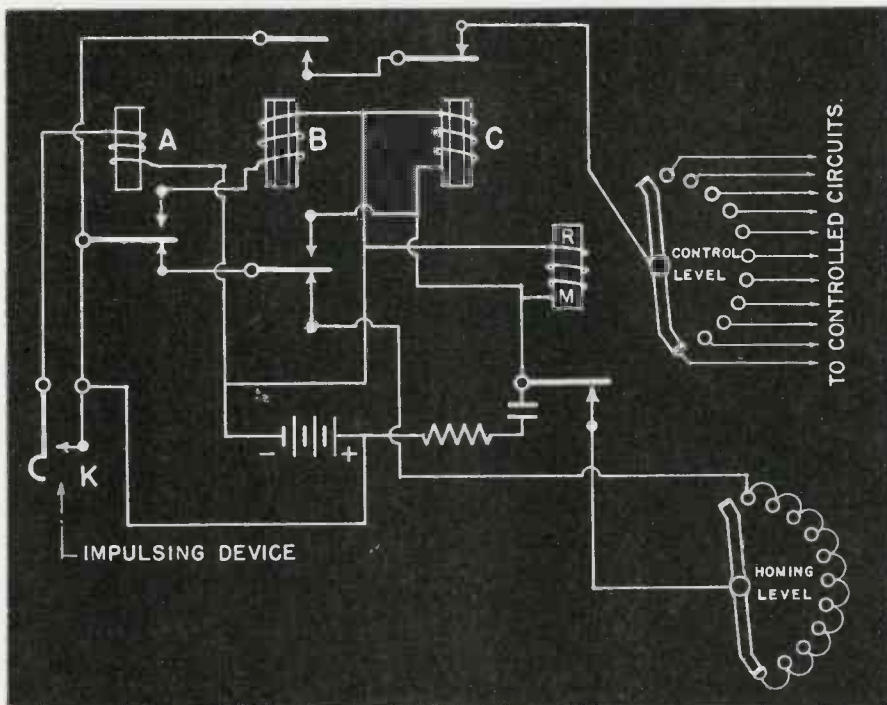 A
B
C
R
M
CONTROL
LEVEL
TO CONTROLLED CIRCUITS.
- +
K
IMPULSING DEVICE
HOMING
LEVEL